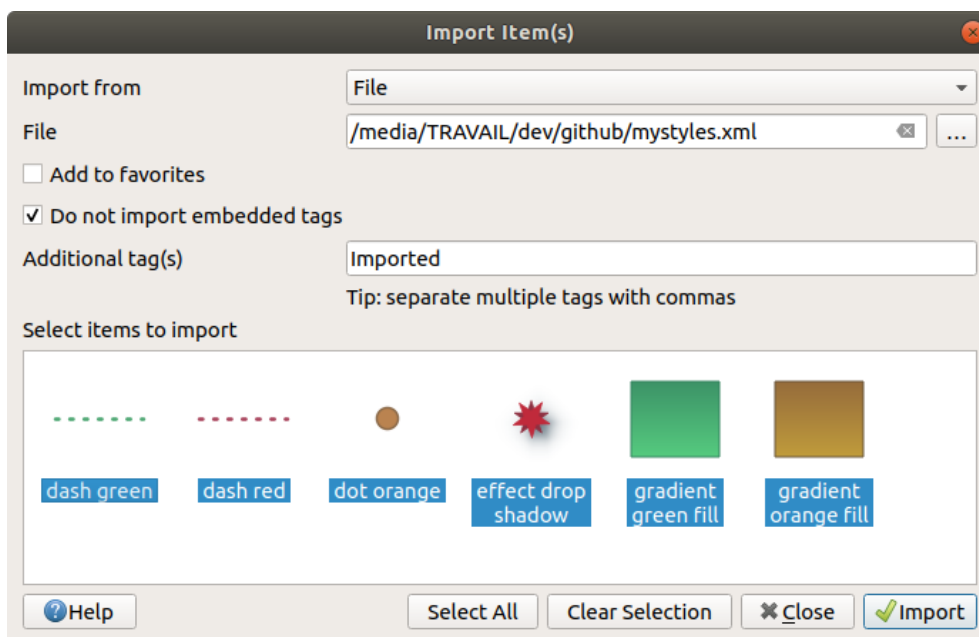 Import Item(s)
Import from
File
File
/media/TRAVAIL/dev/github/mystyles.xml
...
Add to favorites
Do not import embedded tags
Additional tag(s)
Imported
Tip: separate multiple tags with commas
Select items to import
dash green
dash red
dot orange
effect drop
shadow
gradient
green fill
gradient
orange fill
Help
Select All
Clear Selection
Close
Import